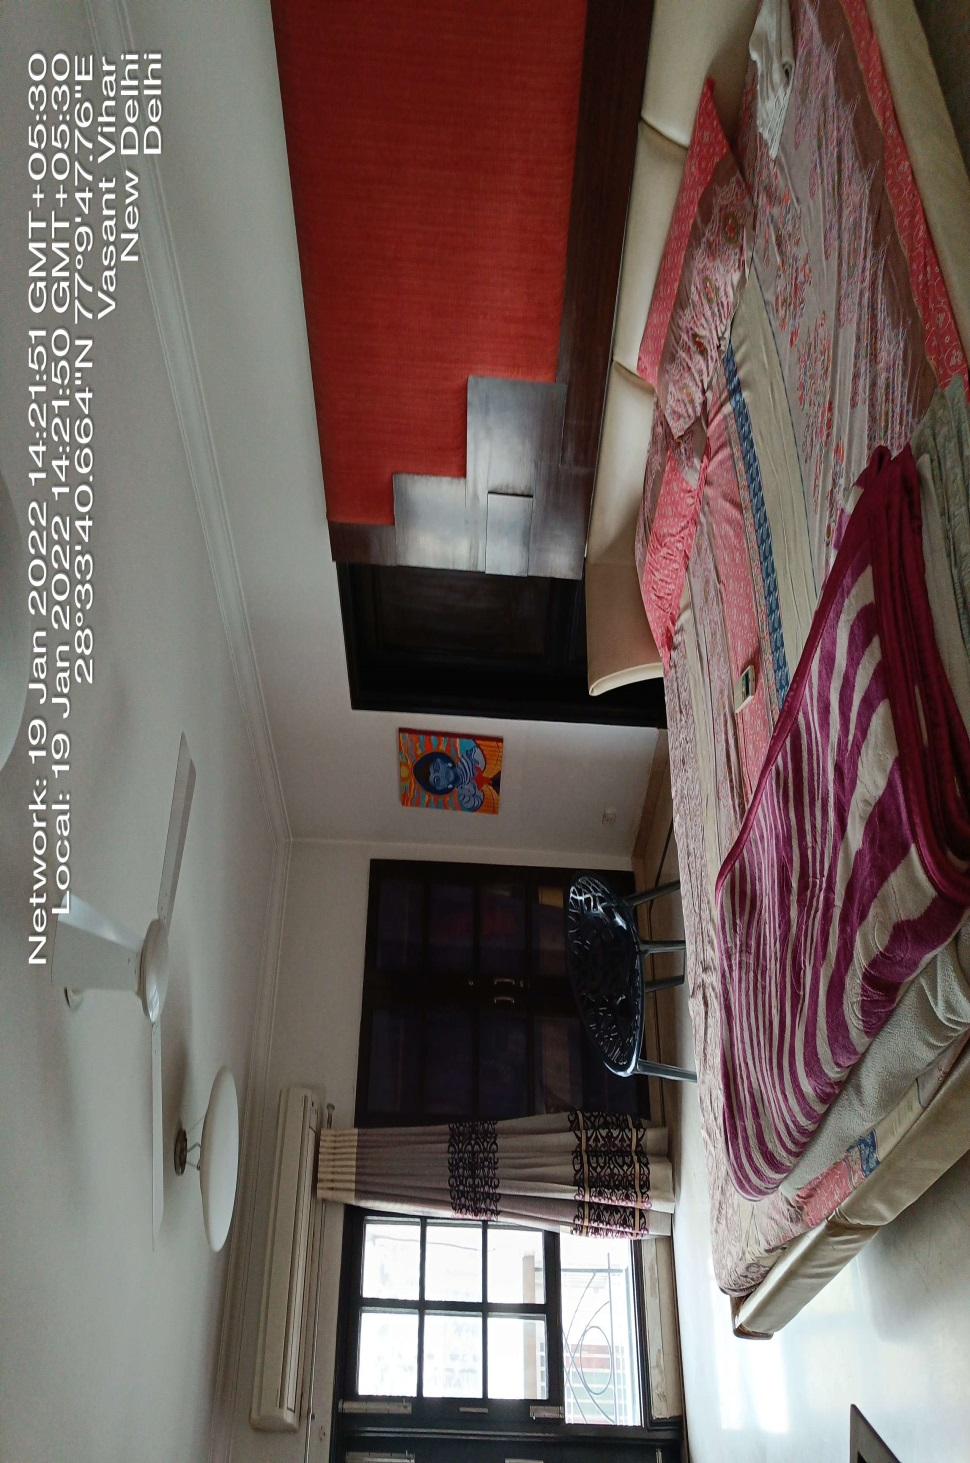 Network: 19 Jan 2022 14:21:51 GMT+05:30
Local: 19 Jan 2022 14:21:50 GMT+05:30
28°33'40.664"N 77°9'47.76"E
Vasant Vihar
New Delhi
Delhi